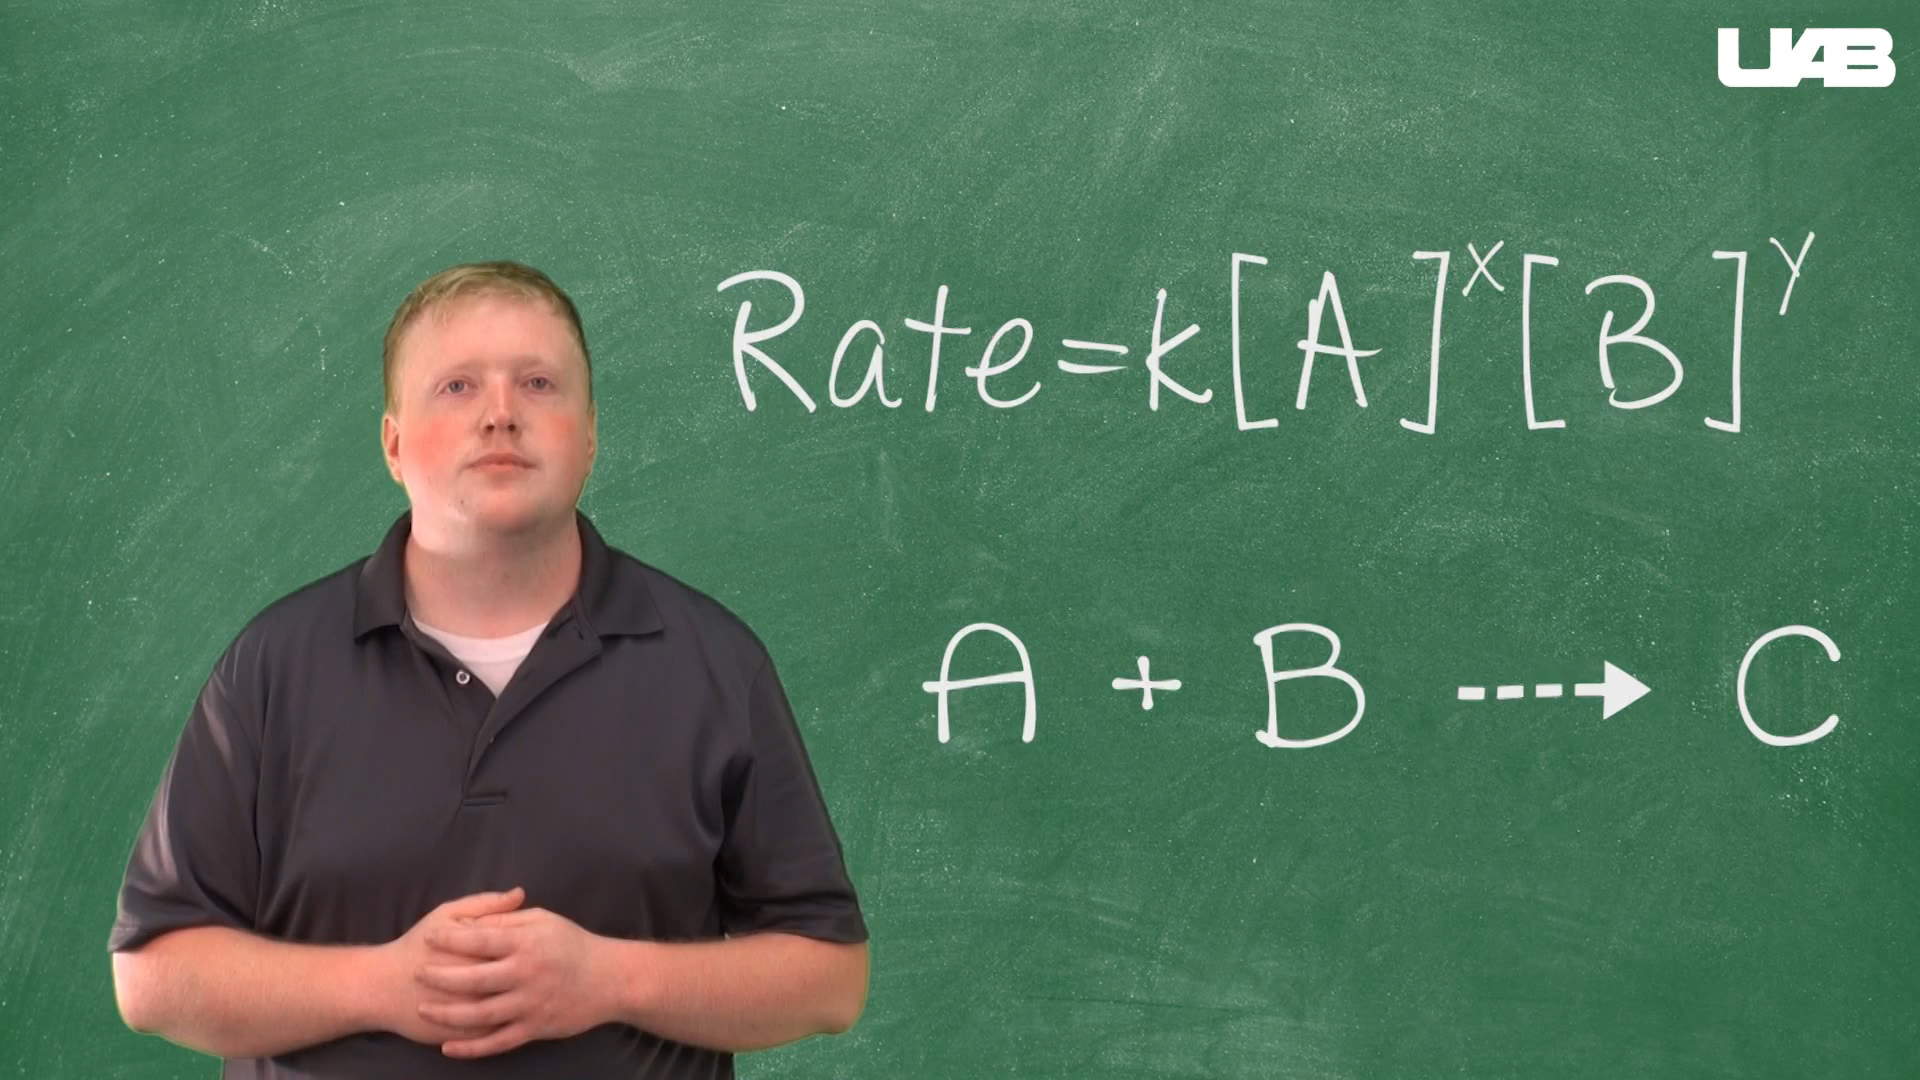 UAB
Rate=k[A]ˣ[B]ʸ
A + B ---→ C